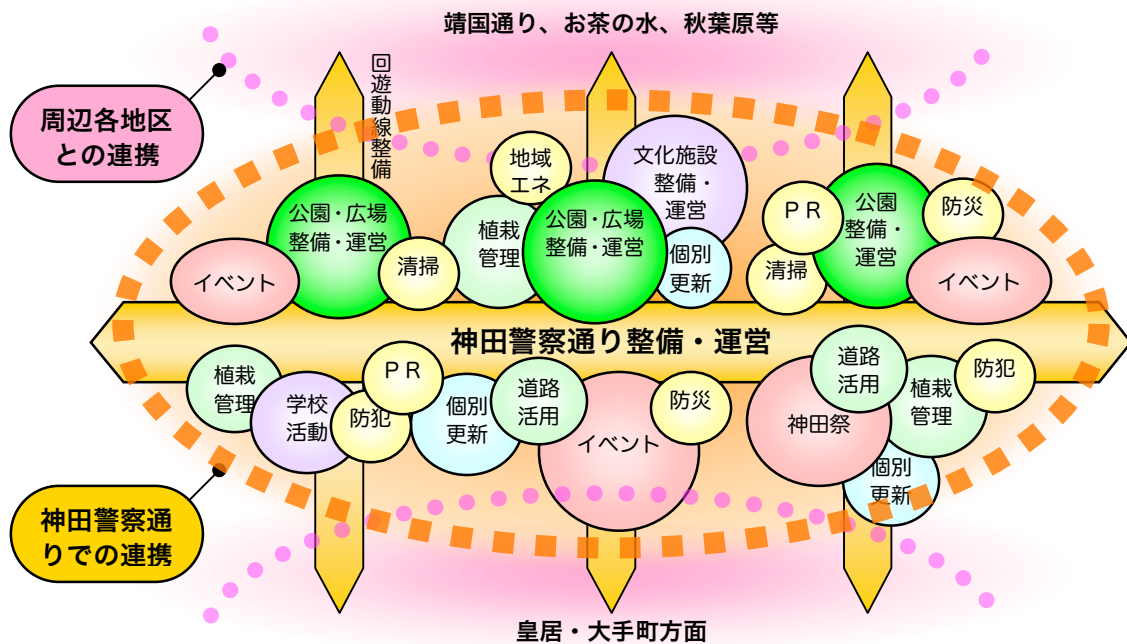 靖国通り、お茶の水、秋葉原等
回遊動線整備
周辺各地区
との連携
地域
エネ
文化施設
整備・
運営
公園・広場
整備・運営
植栽
管理
公園・広場
整備・運営
ＰＲ
公園
整備・
運営
防災
イベント
清掃
個別
更新
清掃
イベント
神田警察通り整備・運営
植栽
管理
学校
活動
防犯
ＰＲ
個別
更新
道路
活用
イベント
防災
神田祭
道路
活用
植栽
管理
防犯
個別
更新
神田警察通
りでの連携
皇居・大手町方面